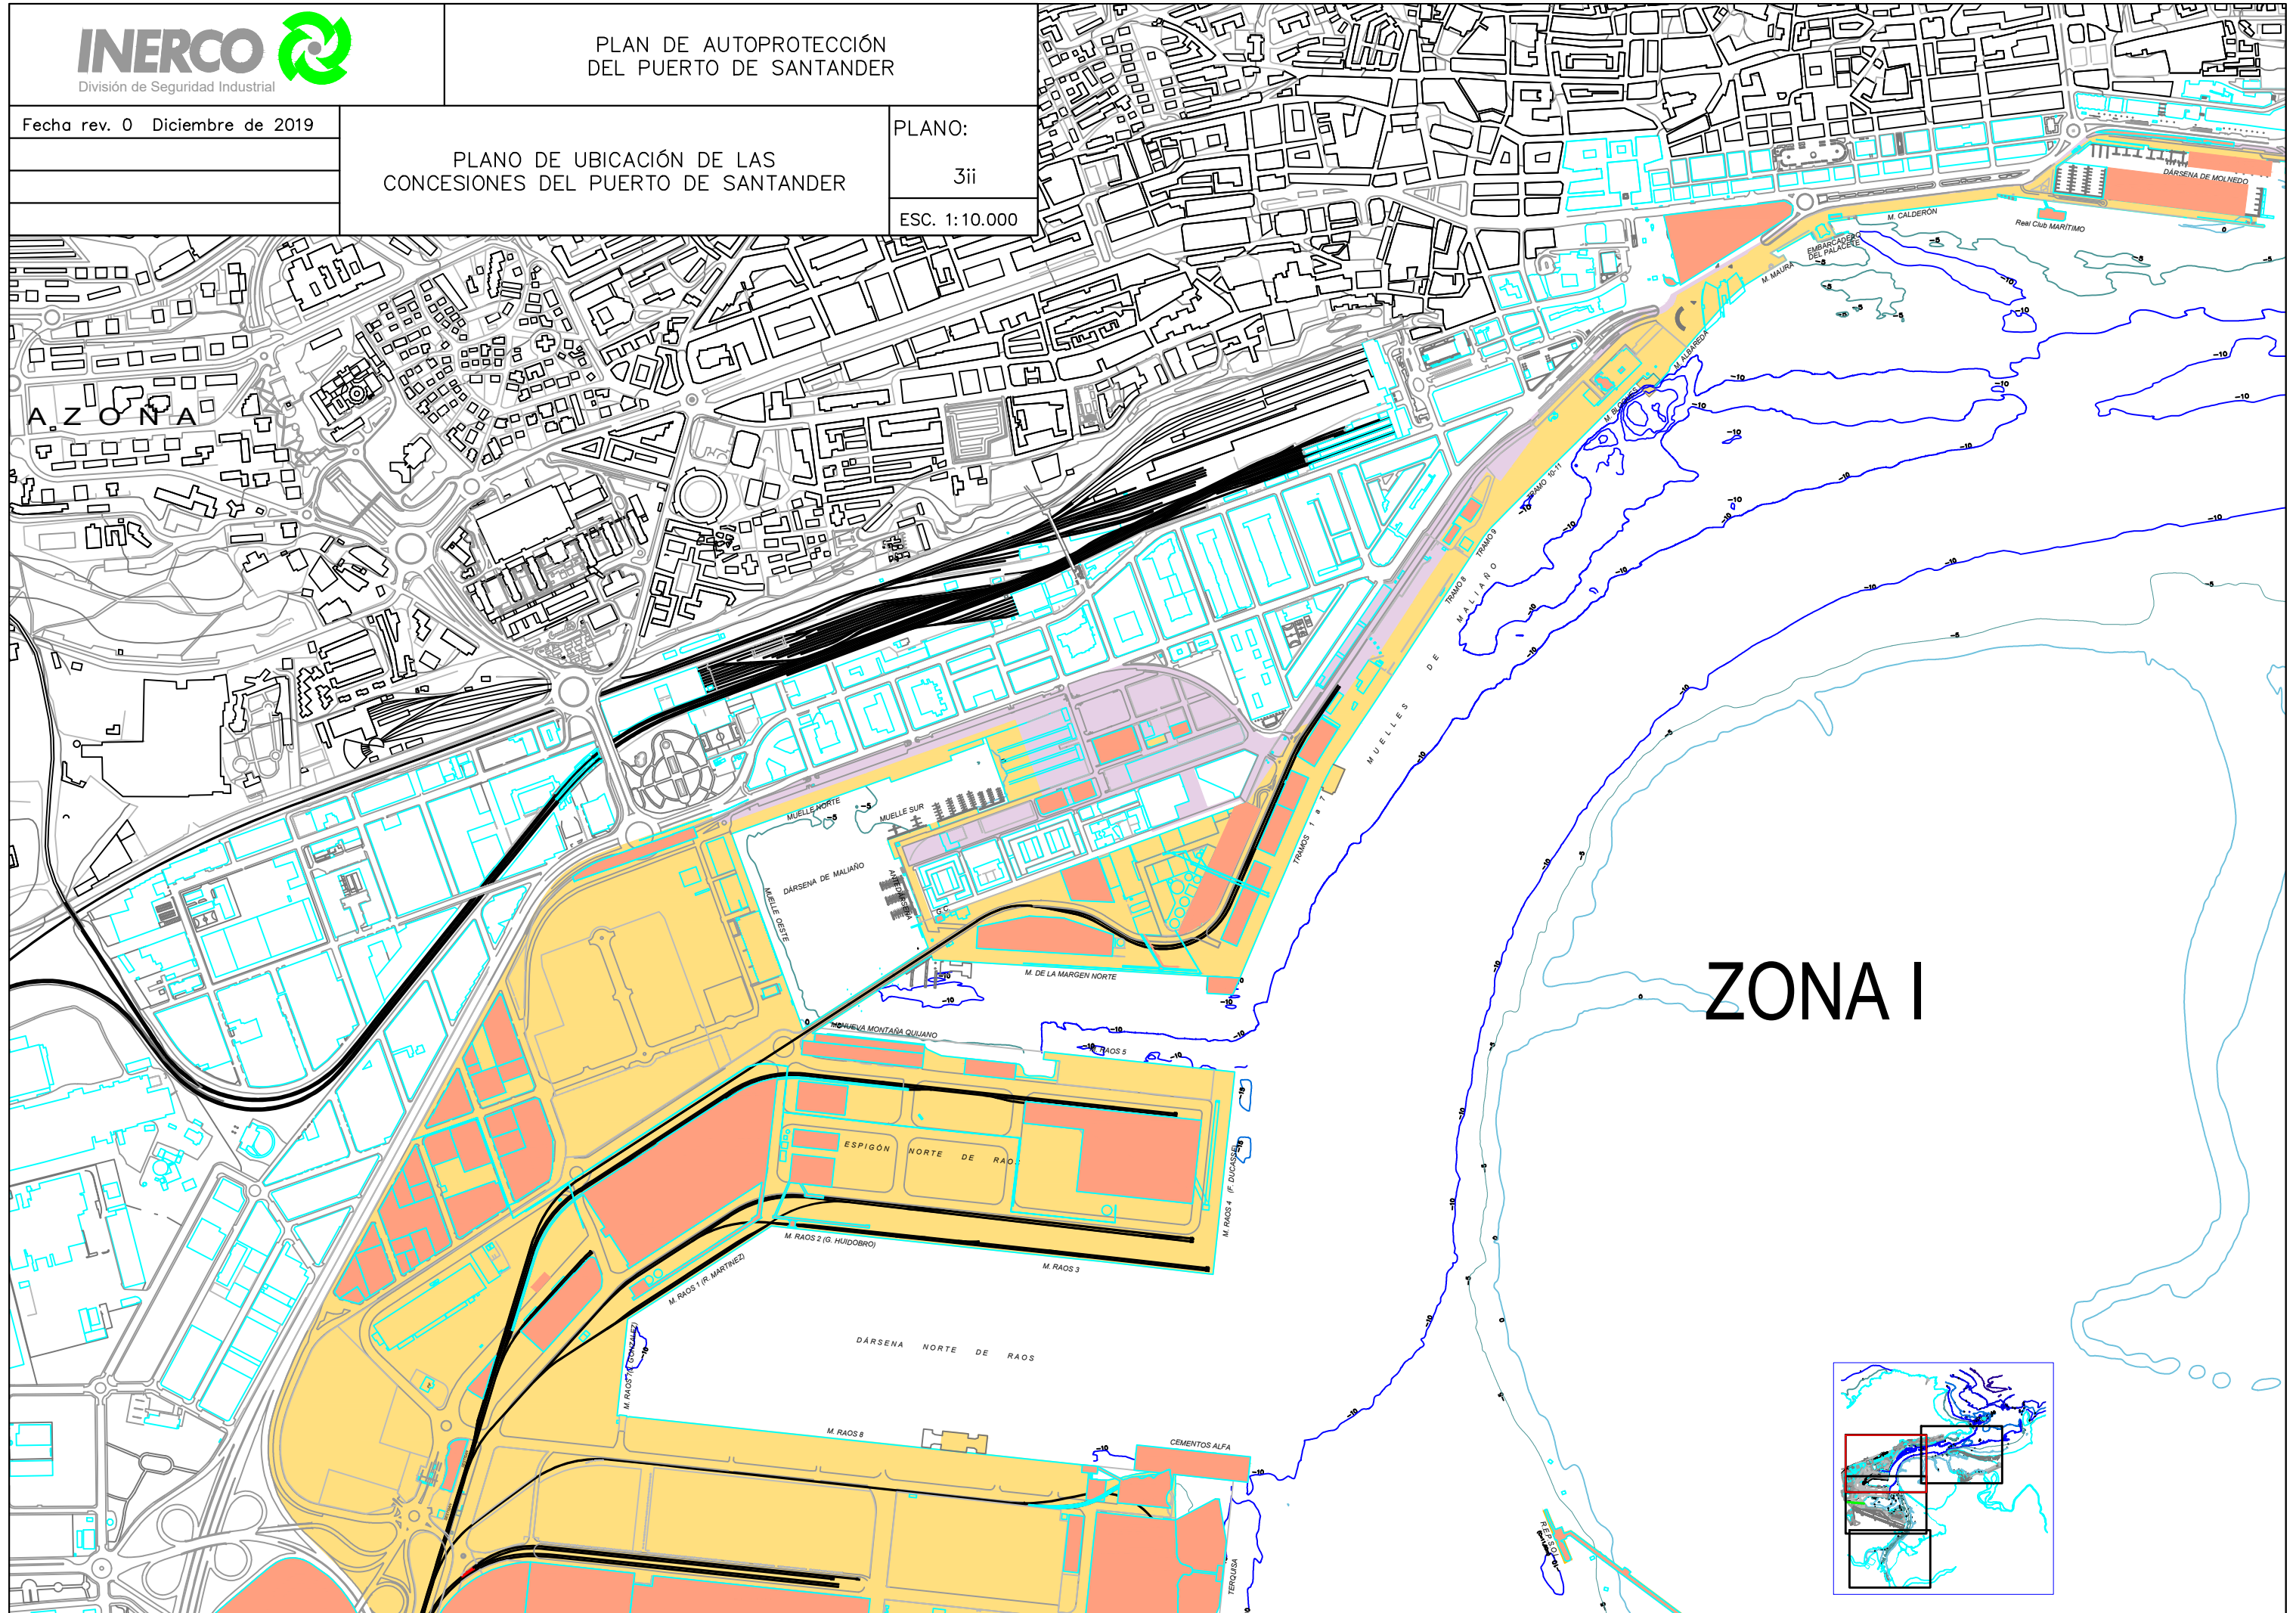 INERCO
División de Seguridad Industrial
PLAN DE AUTOPROTECCIÓN
DEL PUERTO DE SANTANDER
Fecha rev. 0 Diciembre de 2019
PLANO DE UBICACIÓN DE LAS
CONCESIONES DEL PUERTO DE SANTANDER
PLANO:
3ii
ESC. 1:10.000
DÁRSENA DE MOLNEDO
M. CALDERÓN
Real Club MARÍTIMO
EMBARCADERO
DEL PALACETE
M. MAURA
M. ALBAREDA
AZOÑA
TRAMO 10-11
TRAMO 9
TRAMO 8
MUELLES DE MALIAÑO
TRAMOS 1 a 7
MUELLE NORTE
MUELLE SUR
DÁRSENA DE MALIAÑO
ANTEDÁRSENA
MUELLE OESTE
G.C.
M. DE LA MARGEN NORTE
ZONA I
M. NUEVA MONTAÑA QUIJANO
M. RAOS 5
ESPIGÓN NORTE DE RAOS
M. RAOS 4 (F. DUCASSE)
M. RAOS 2 (G. HUIDOBRO)
M. RAOS 3
M. RAOS 1 (R. MARTINEZ)
DÁRSENA NORTE DE RAOS
M. RAOS 8
CEMENTOS ALFA
TERQUISA
REPSOL